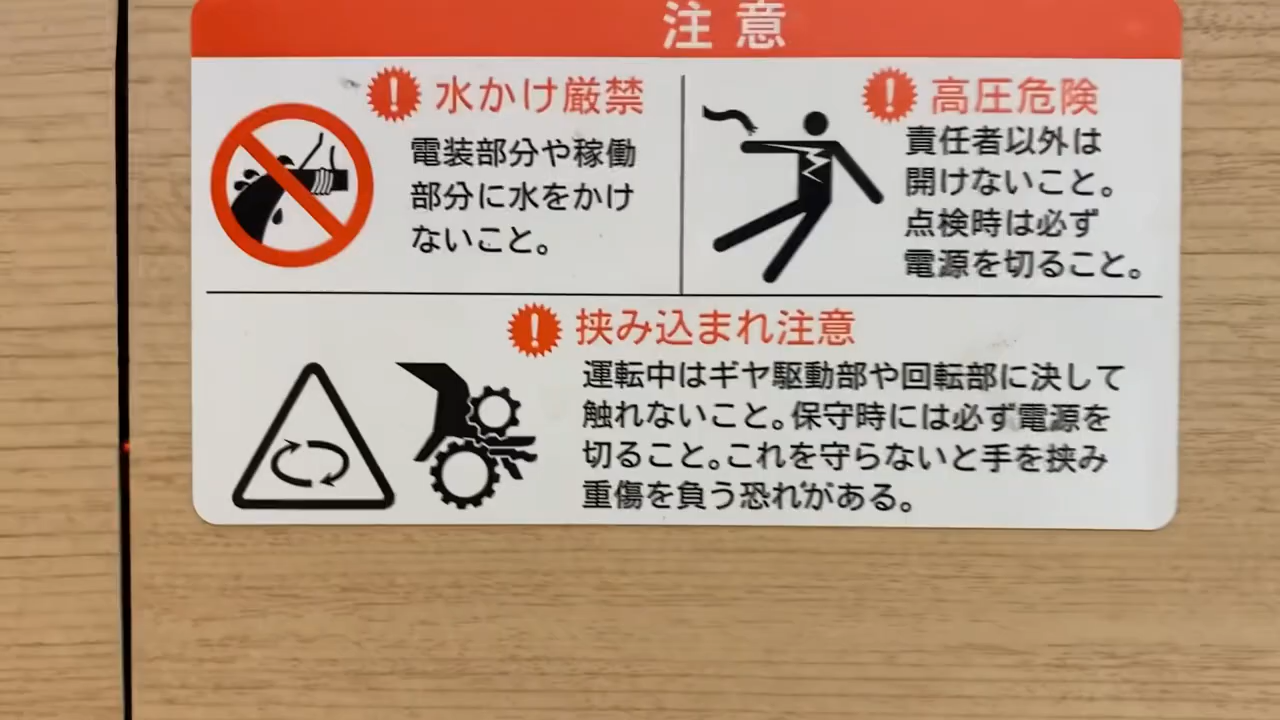 注意
水かけ厳禁
電装部分や稼働
部分に水をかけ
ないこと。
高圧危険
責任者以外は
開けないこと。
点検時は必ず
電源を切ること。
挟み込まれ注意
運転中はギヤ駆動部や回転部に決して
触れないこと。保守時には必ず電源を
切ること。これを守らないと手を挟み
重傷を負う恐れがある。